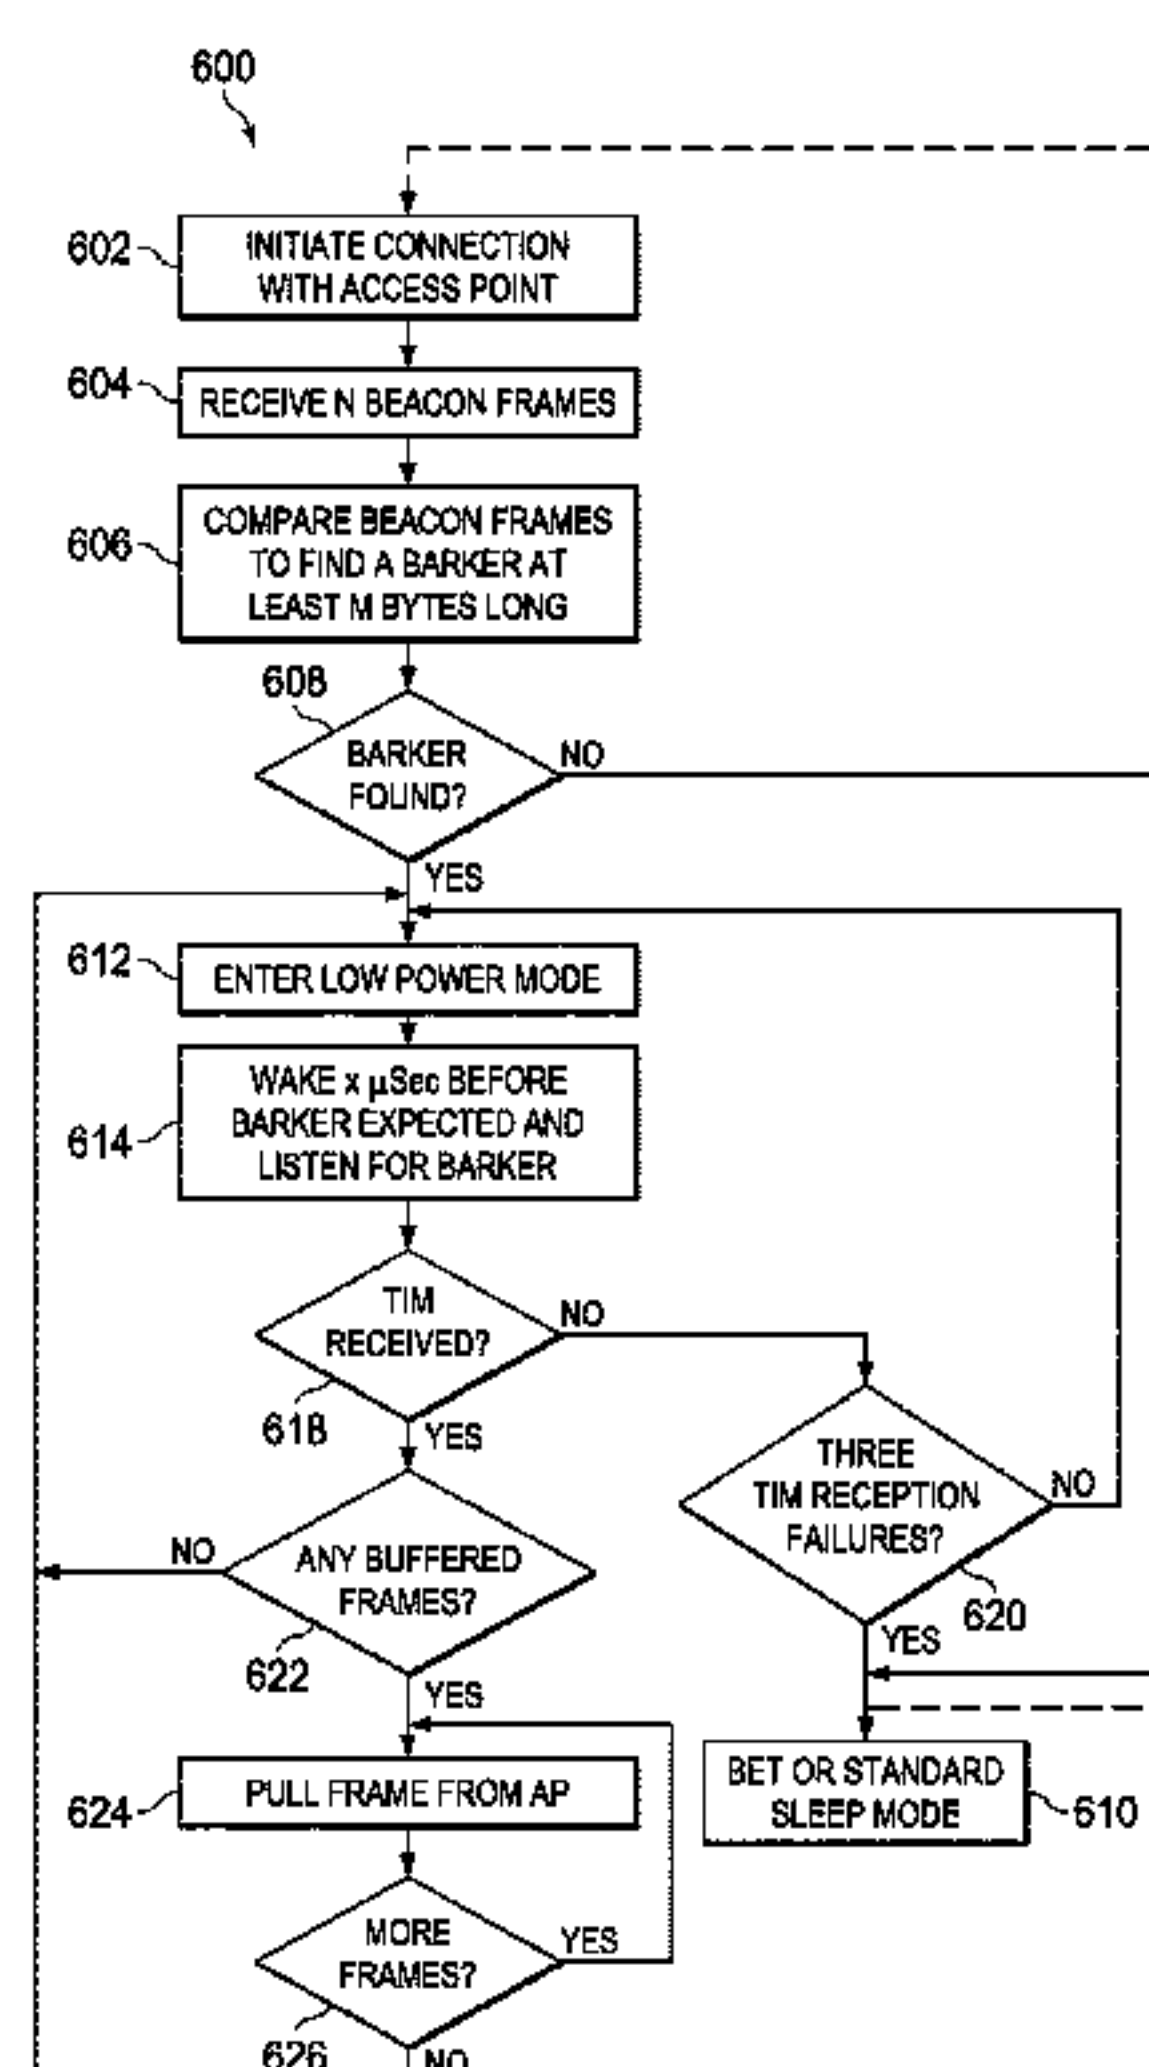 600
602
INITIATE CONNECTION
WITH ACCESS POINT
604
RECEIVE N BEACON FRAMES
606
COMPARE BEACON FRAMES
TO FIND A BARKER AT
LEAST M BYTES LONG
608
BARKER
FOUND?
NO
YES
612
ENTER LOW POWER MODE
614
WAKE x µSec BEFORE
BARKER EXPECTED AND
LISTEN FOR BARKER
TIM
RECEIVED?
NO
618
YES
THREE
TIM RECEPTION
FAILURES?
NO
620
YES
NO
ANY BUFFERED
FRAMES?
622
YES
624
PULL FRAME FROM AP
BET OR STANDARD
SLEEP MODE
610
MORE
FRAMES?
YES
626
NO